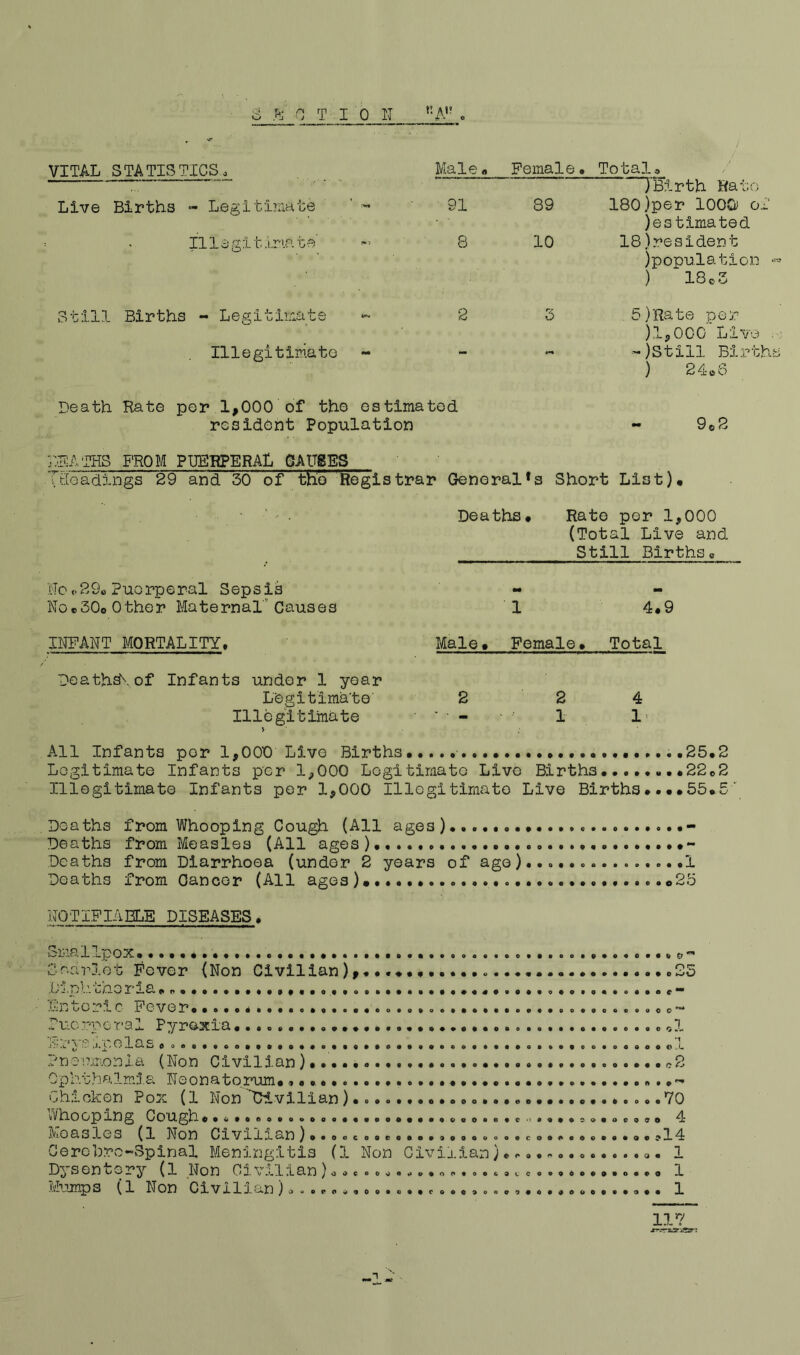 SECTION "A".
VITAL STATISTICS. Male. Female. Total.
)Birth Rate
Live Births - Legitimate - 91 89 180)per 1000 of
)estimated
Illegitimate - 8 10 18)resident
)population -
) 18.3
Still Births - Legitimate - 2 3 5)Rate per
)1,000 Live
Illegitimate - - - -)Still Births
) 24.6
Death Rate per 1,000 of the estimated
resident Population - 9.2
DEATHS FROM PUERPERAL CAUSES
(Headings 29 and 30 of the Registrar General's Short List).
Deaths. Rate per 1,000
(Total Live and
Still Births.
No.29. Puerperal Sepsis - -
No.30. Other Maternal Causes 1 4.9
INFANT MORTALITY. Male. Female. Total
Deaths of Infants under 1 year
Legitimate 2 2 4
Illegitimate - 1 1
All Infants per 1,000 Live Births..........................25.2
Legitimate Infants per 1,000 Legitimate Live Births........22.2
Illegitimate Infants per 1,000 Illegitimate Live Births....55.5
Deaths from Whooping Cough (All ages)......................-
Deaths from Measles (All ages).............................-
Deaths from Diarrhoea (under 2 years of age)...............1
Deaths from Cancer (All ages)..............................25
NOTIFIABLE DISEASES.
Smallpox...................................................-
Scarlet Fever (Non Civilian),..............................25
Diphtheria.................................................-
Enteric Fever..............................................-
Puerperal Pyrexia..........................................1
Erysipelas.................................................1
Pneumonia (Non Civilian)...................................2
Ophthalmia Neonatorum......................................-
Chicken Pox (1 Non Civilian)...............................70
Whooping Cough............................................. 4
Measles (1 Non Civilian)...................................14
Cerebro-Spinal Meningitis (1 Non Civilian)................. 1
Dysentery (1 Non Civilian)................................. 1
Mumps (1 Non Civilian)..................................... 1
117
-1-